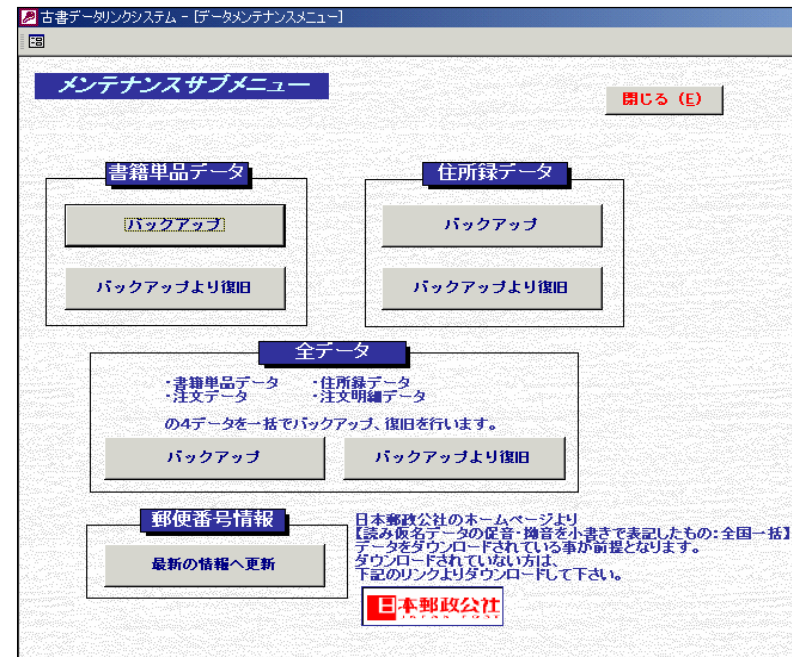 古書データリンクシステム - [データメンテナンスメニュー]
メンテナンスサブメニュー
閉じる (E)
書籍単品データ
バックアップ
バックアップより復旧
住所録データ
バックアップ
バックアップより復旧
全データ
・書籍単品データ ・住所録データ
・注文データ ・注文明細データ
の4データを一括でバックアップ、復旧を行います。
バックアップ バックアップより復旧
郵便番号情報
最新の情報へ更新
日本郵政公社のホームページより
【読み仮名データの促音・拗音を小書きで表記したもの:全国一括】
データをダウンロードされている事が前提となります。
ダウンロードされていない方は、
下記のリンクよりダウンロードして下さい。
日本郵政公社
JAPAN POST